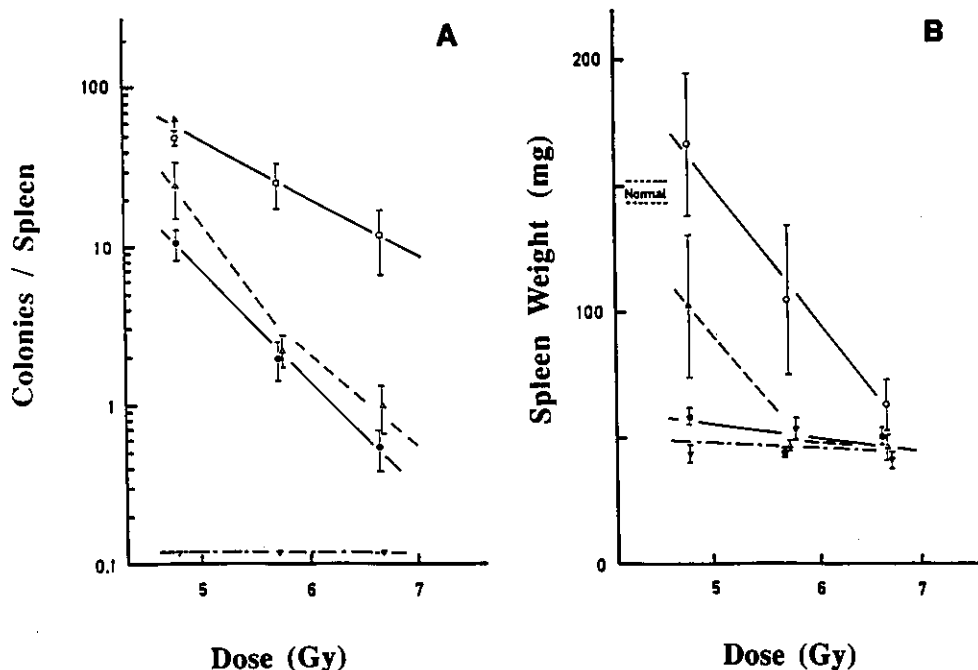 A
100
10
1
0.1
5 6 7
Colonies / Spleen
Dose (Gy)
B
200
100
0
Normal
5 6 7
Spleen Weight (mg)
Dose (Gy)